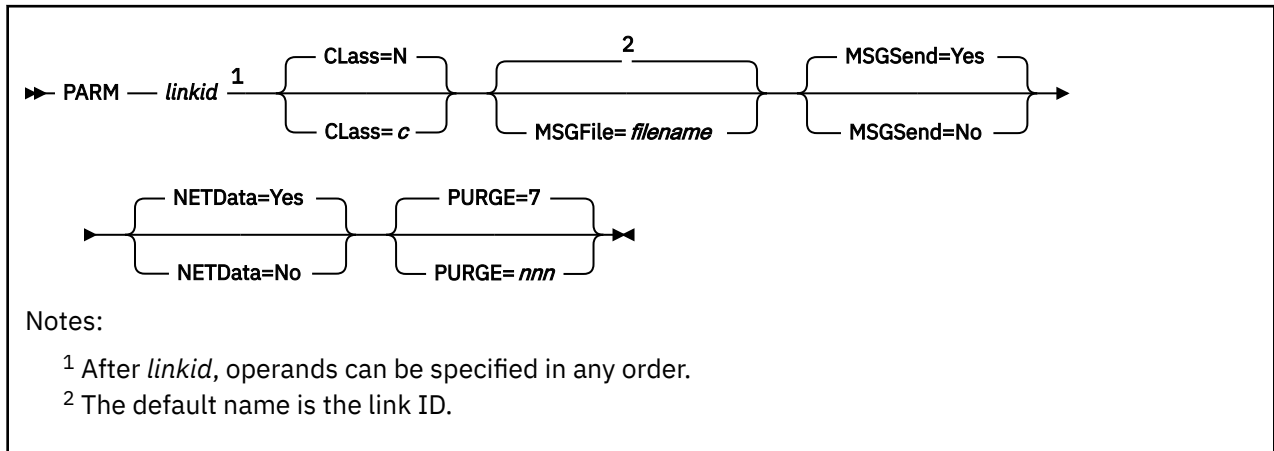 2
CLass=N MSGSend=Yes
PARM linkid 1
CLass= c MSGFile= filename MSGSend=No
NETData=Yes PURGE=7
NETData=No PURGE= nnn
Notes:
1 After linkid, operands can be specified in any order.
2 The default name is the link ID.